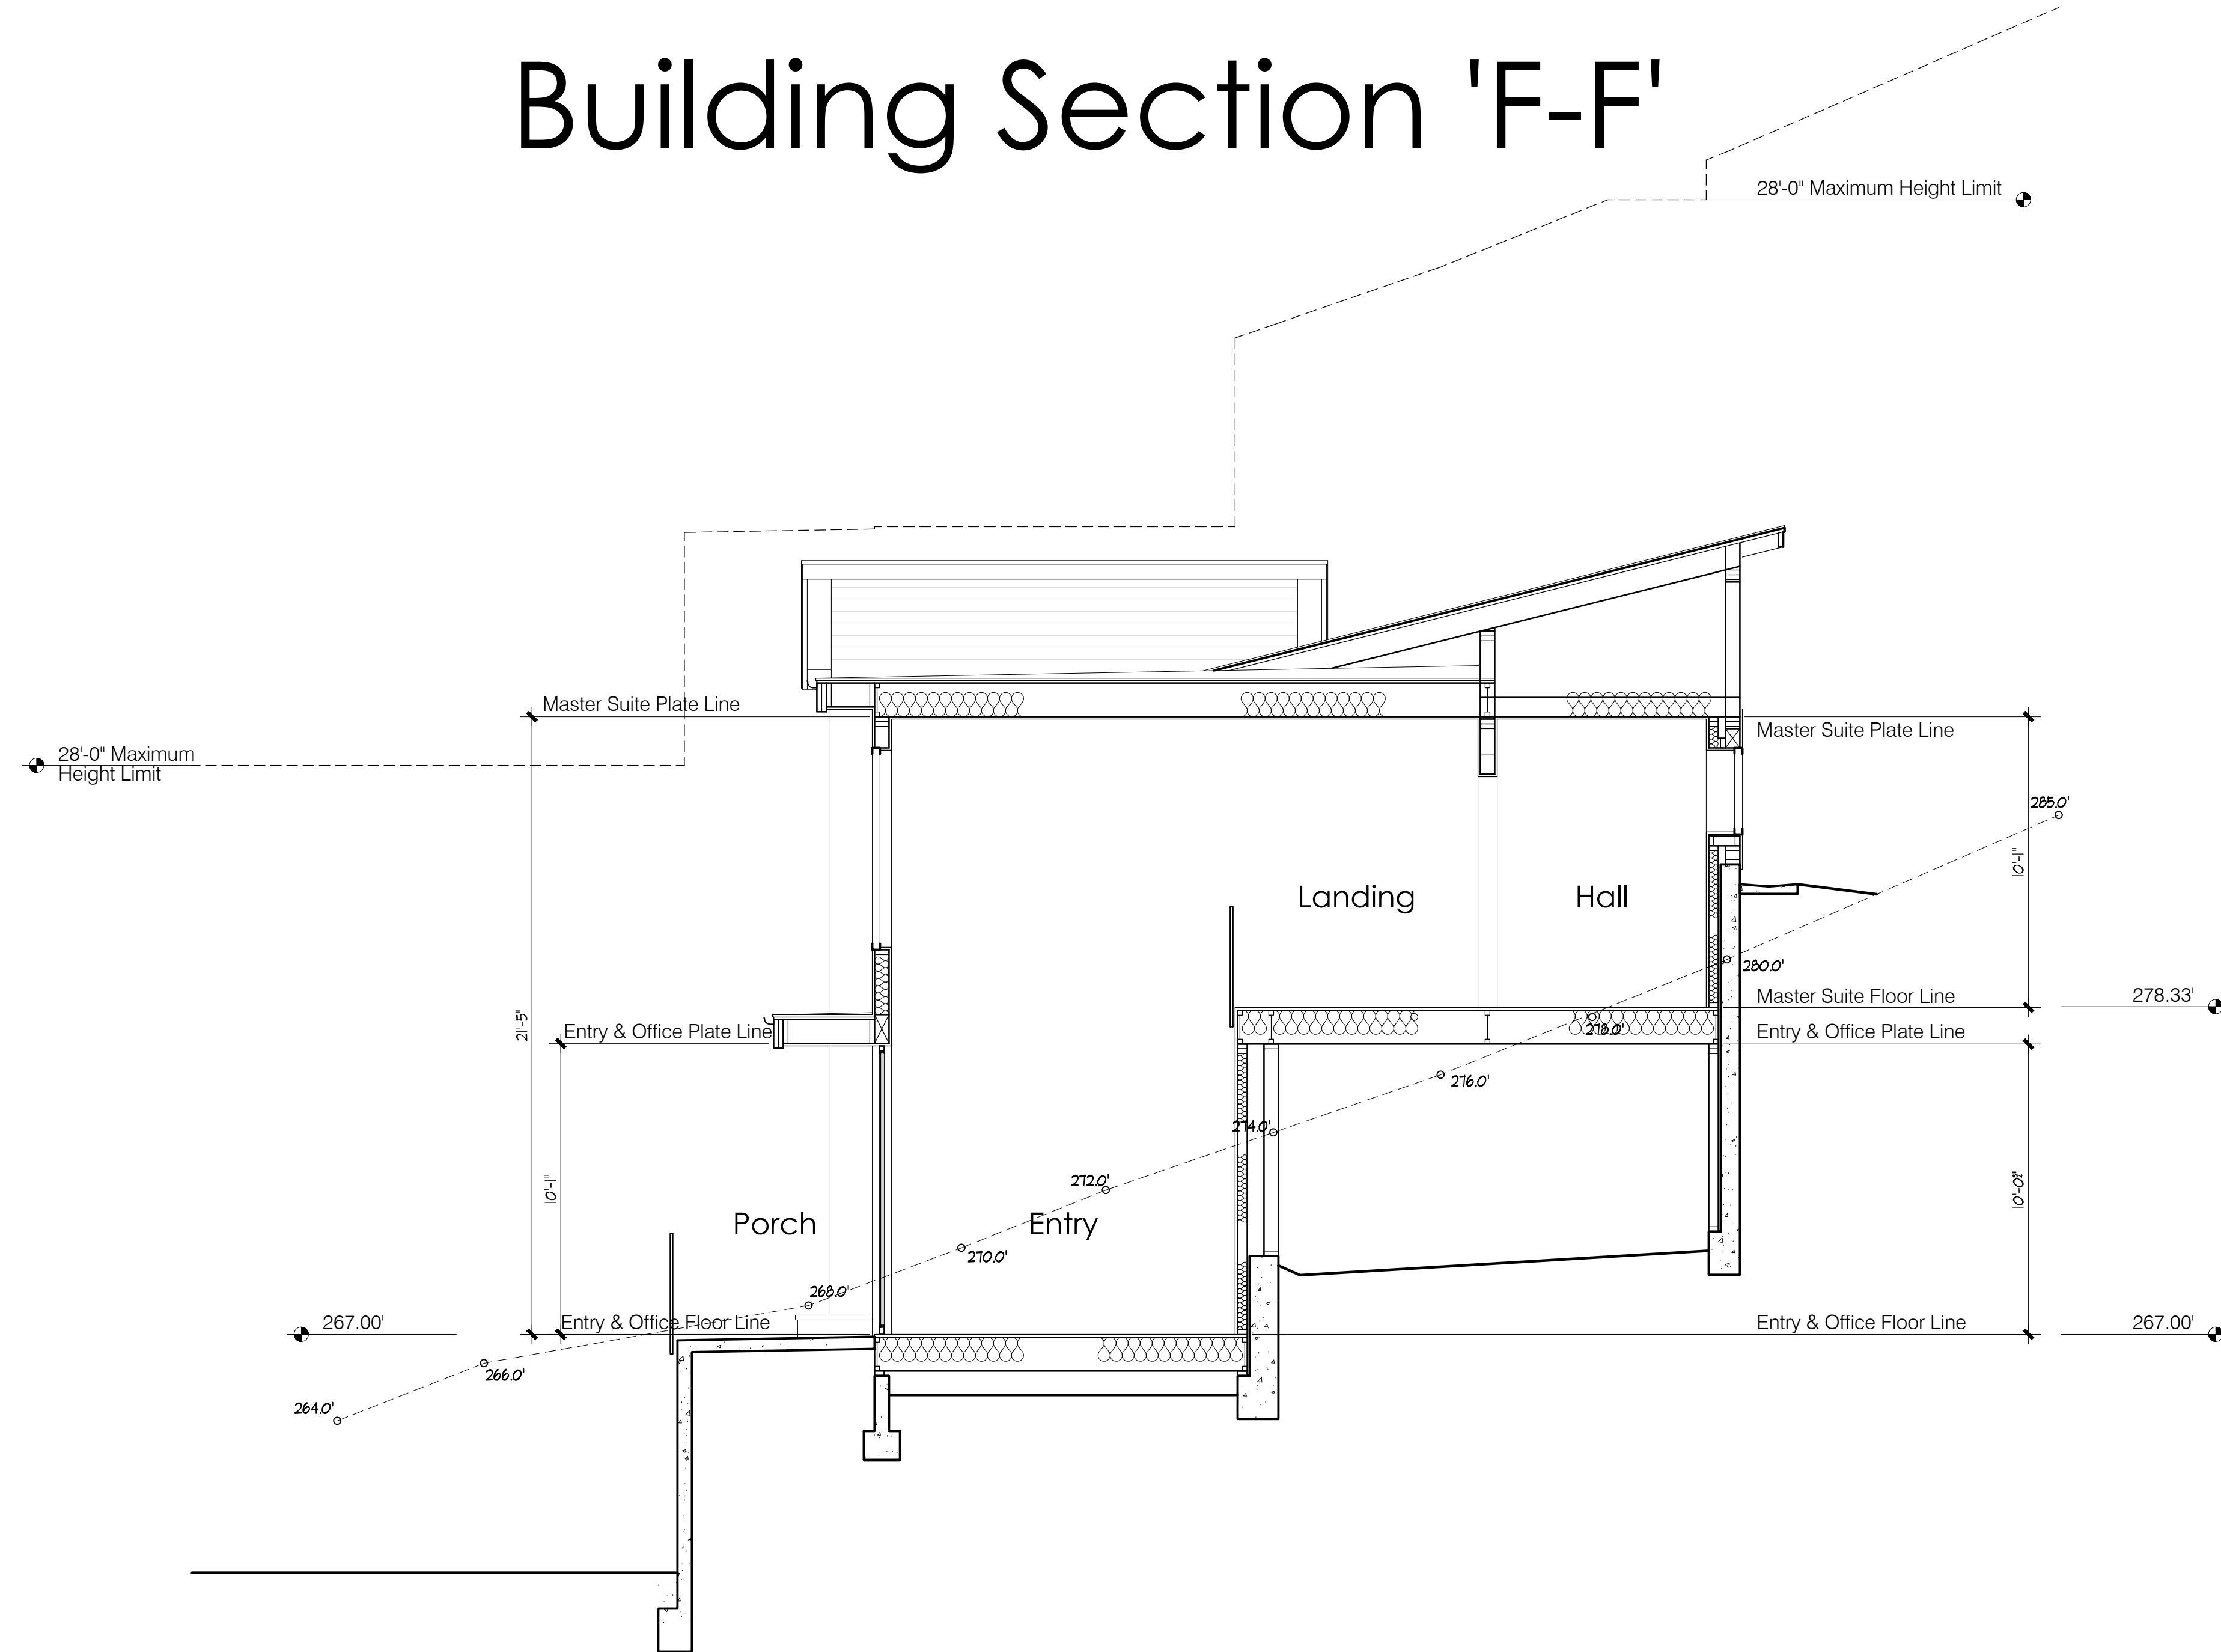 Building Section 'F-F'
28'-0" Maximum Height Limit
Master Suite Plate Line
Master Suite Plate Line
28'-0" Maximum
Height Limit
285.0'
10'-1"
Landing
Hall
280.0'
Master Suite Floor Line
278.33'
278.0'
21'-5"
Entry & Office Plate Line
Entry & Office Plate Line
276.0'
274.0'
272.0'
10'-1"
Porch
Entry
270.0'
268.0'
267.00'
Entry & Office Floor Line
Entry & Office Floor Line
267.00'
266.0'
264.0'